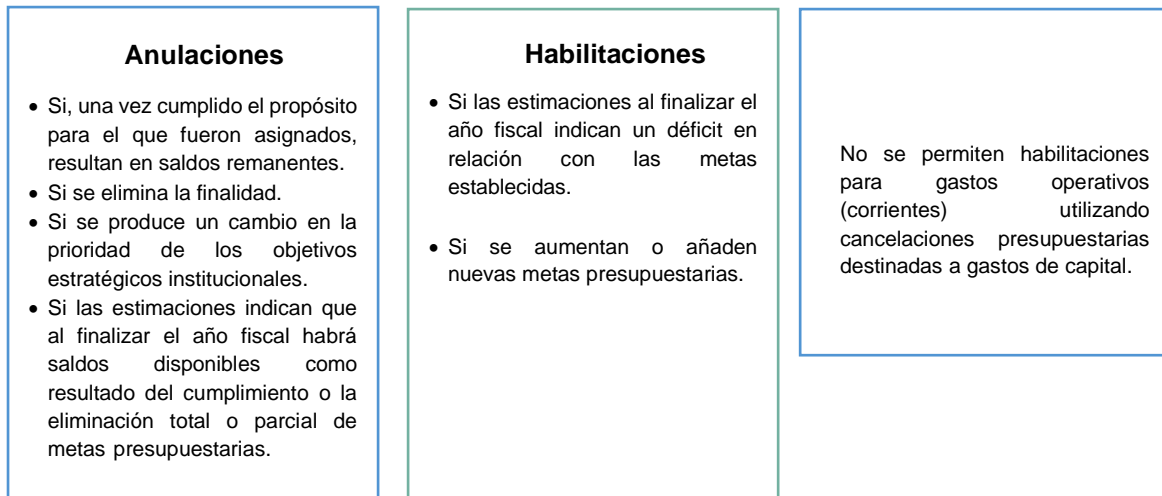 Anulaciones
• Si, una vez cumplido el propósito
para el que fueron asignados,
resultan en saldos remanentes.
• Si se elimina la finalidad.
• Si se produce un cambio en la
prioridad de los objetivos
estratégicos institucionales.
• Si las estimaciones indican que
al finalizar el año fiscal habrá
saldos disponibles como
resultado del cumplimiento o la
eliminación total o parcial de
metas presupuestarias.
Habilitaciones
• Si las estimaciones al finalizar el
año fiscal indican un déficit en
relación con las metas
establecidas.
• Si se aumentan o añaden
nuevas metas presupuestarias.
No se permiten habilitaciones
para gastos operativos
(corrientes) utilizando
cancelaciones presupuestarias
destinadas a gastos de capital.